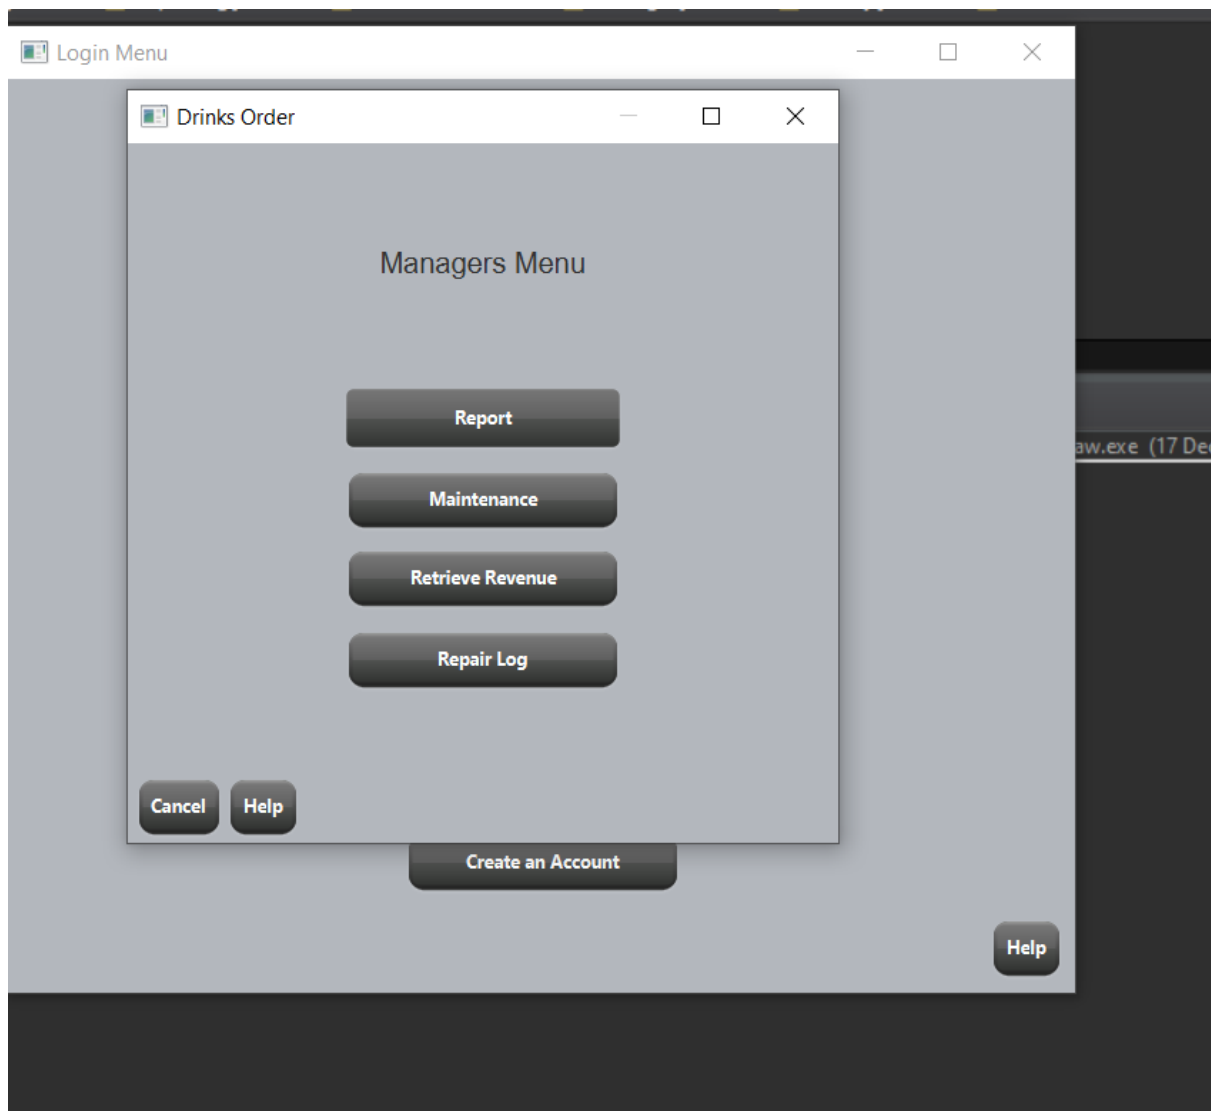 Login Menu
Drinks Order
Managers Menu
Report
Maintenance
Retrieve Revenue
Repair Log
Cancel Help
Create an Account
Help
aw.exe (17 De